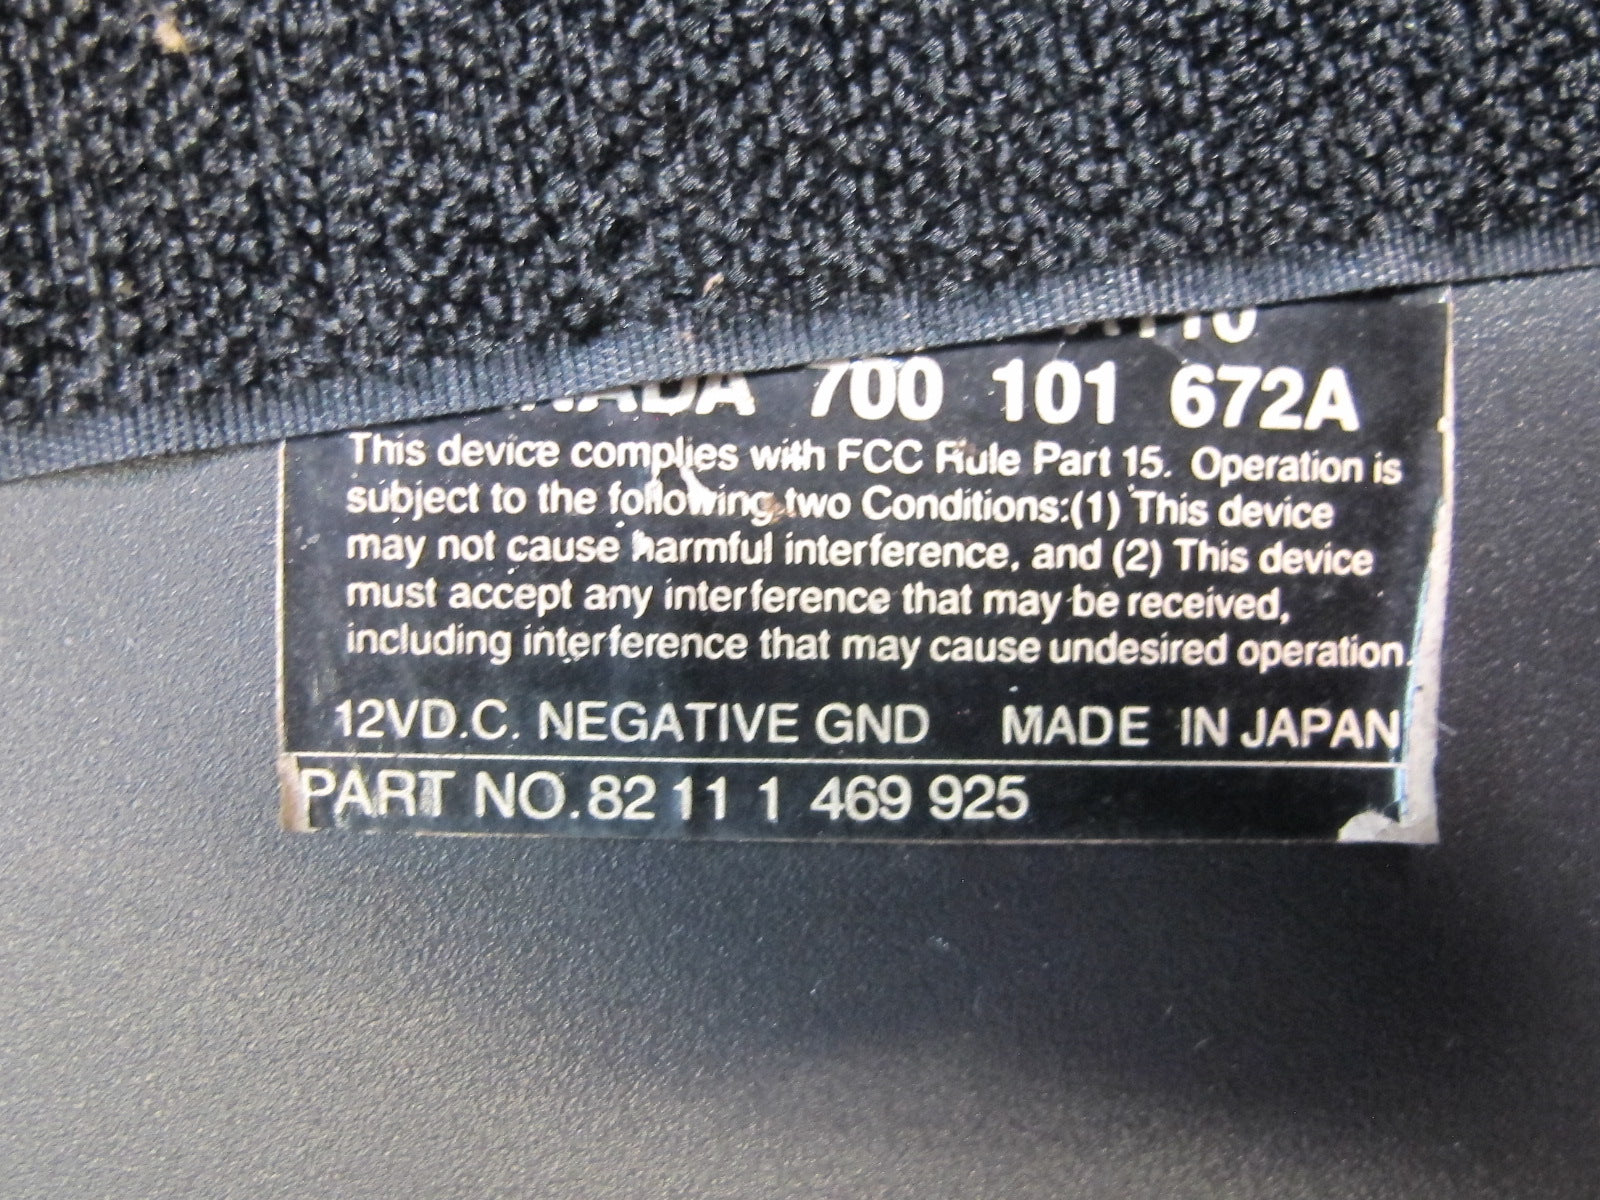 700 101 672A
This device complies with FCC Rule Part 15. Operation is
subject to the following two Conditions:(1) This device
may not cause harmful interference, and (2) This device
must accept any interference that may be received,
including interference that may cause undesired operation.
12VD.C. NEGATIVE GND MADE IN JAPAN
PART NO.82 11 1 469 925